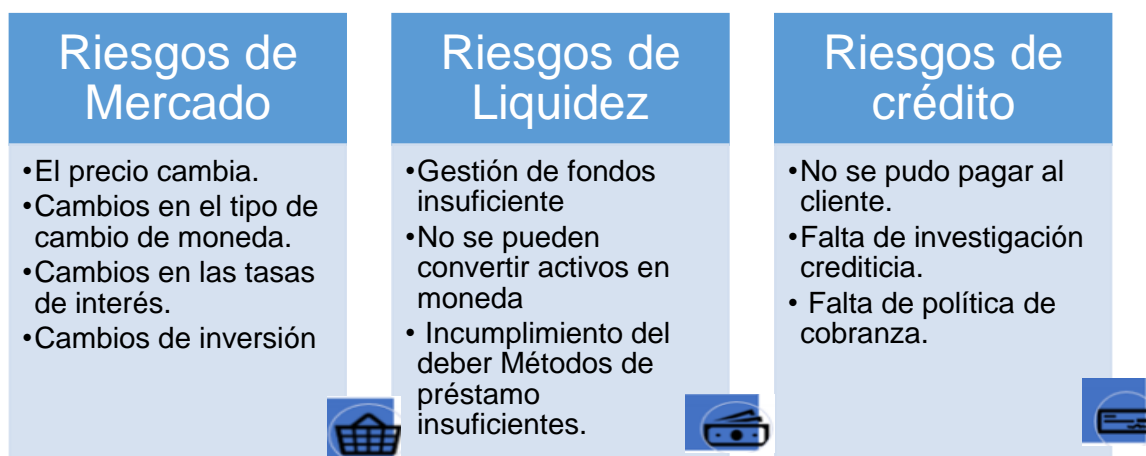 Riesgos de
Mercado
•El precio cambia.
•Cambios en el tipo de
cambio de moneda.
•Cambios en las tasas
de interés.
•Cambios de inversión
Riesgos de
Liquidez
•Gestión de fondos
insuficiente
•No se pueden
convertir activos en
moneda
• Incumplimiento del
deber Métodos de
préstamo
insuficientes.
Riesgos de
crédito
•No se pudo pagar al
cliente.
•Falta de investigación
crediticia.
• Falta de política de
cobranza.